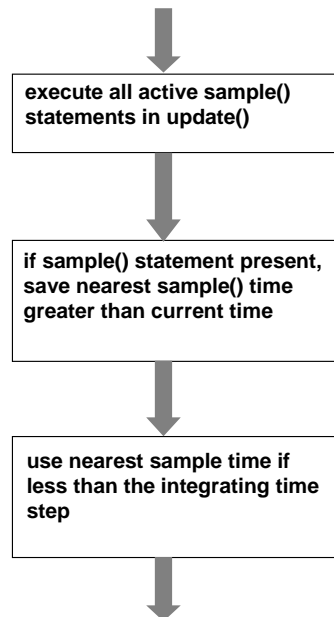 execute all active sample()
statements in update()
if sample() statement present,
save nearest sample() time
greater than current time
use nearest sample time if
less than the integrating time
step